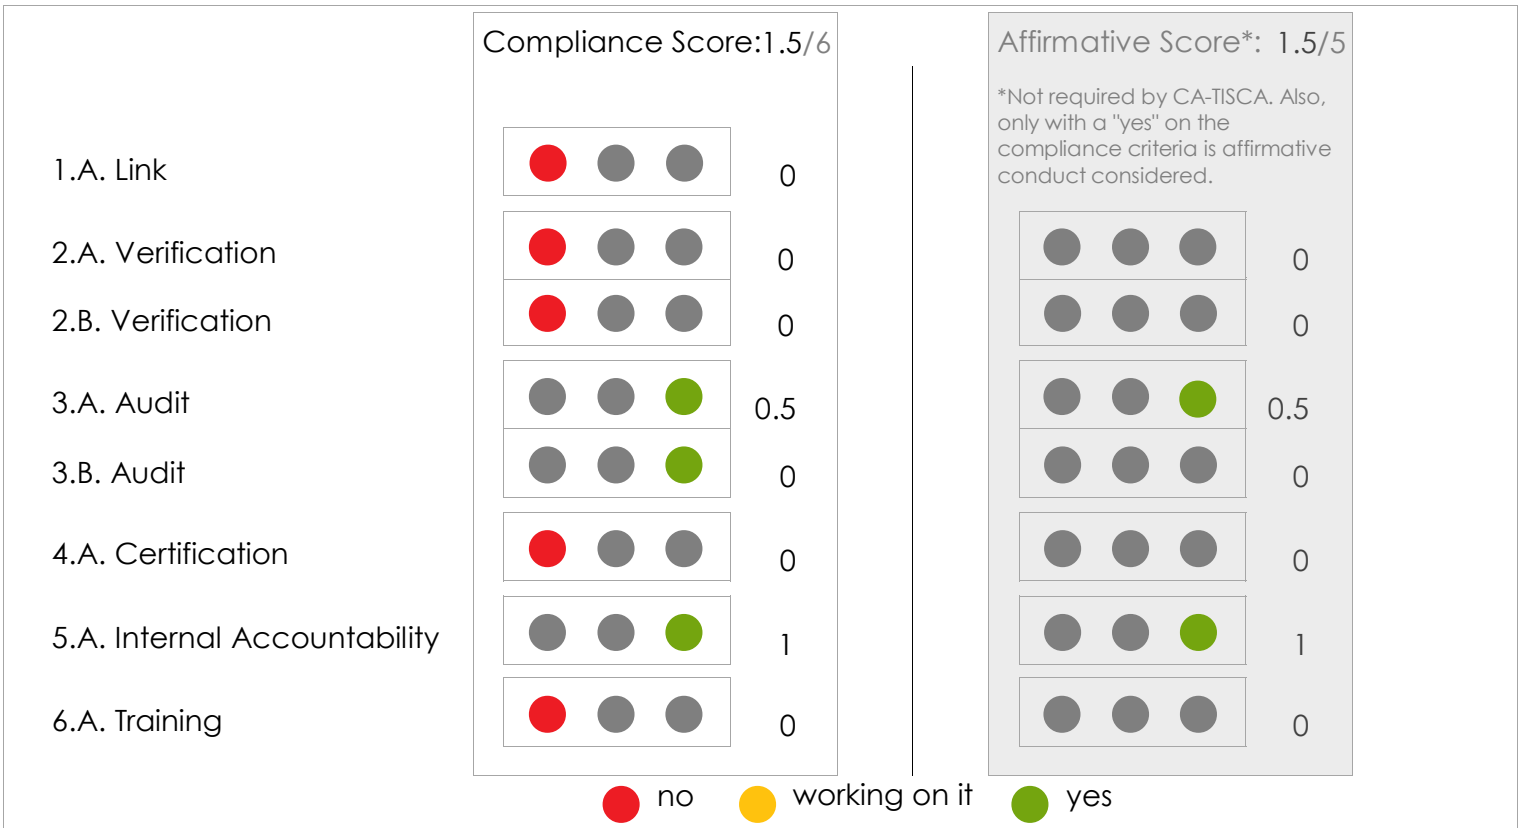 Compliance Score:1.5/6
Affirmative Score*: 1.5/5
*Not required by CA-TISCA. Also,
only with a "yes" on the
compliance criteria is affirmative
conduct considered.
1.A. Link 0
2.A. Verification 0 0
2.B. Verification 0 0
3.A. Audit 0.5 0.5
3.B. Audit 0 0
4.A. Certification 0 0
5.A. Internal Accountability 1 1
6.A. Training 0 0
no working on it yes